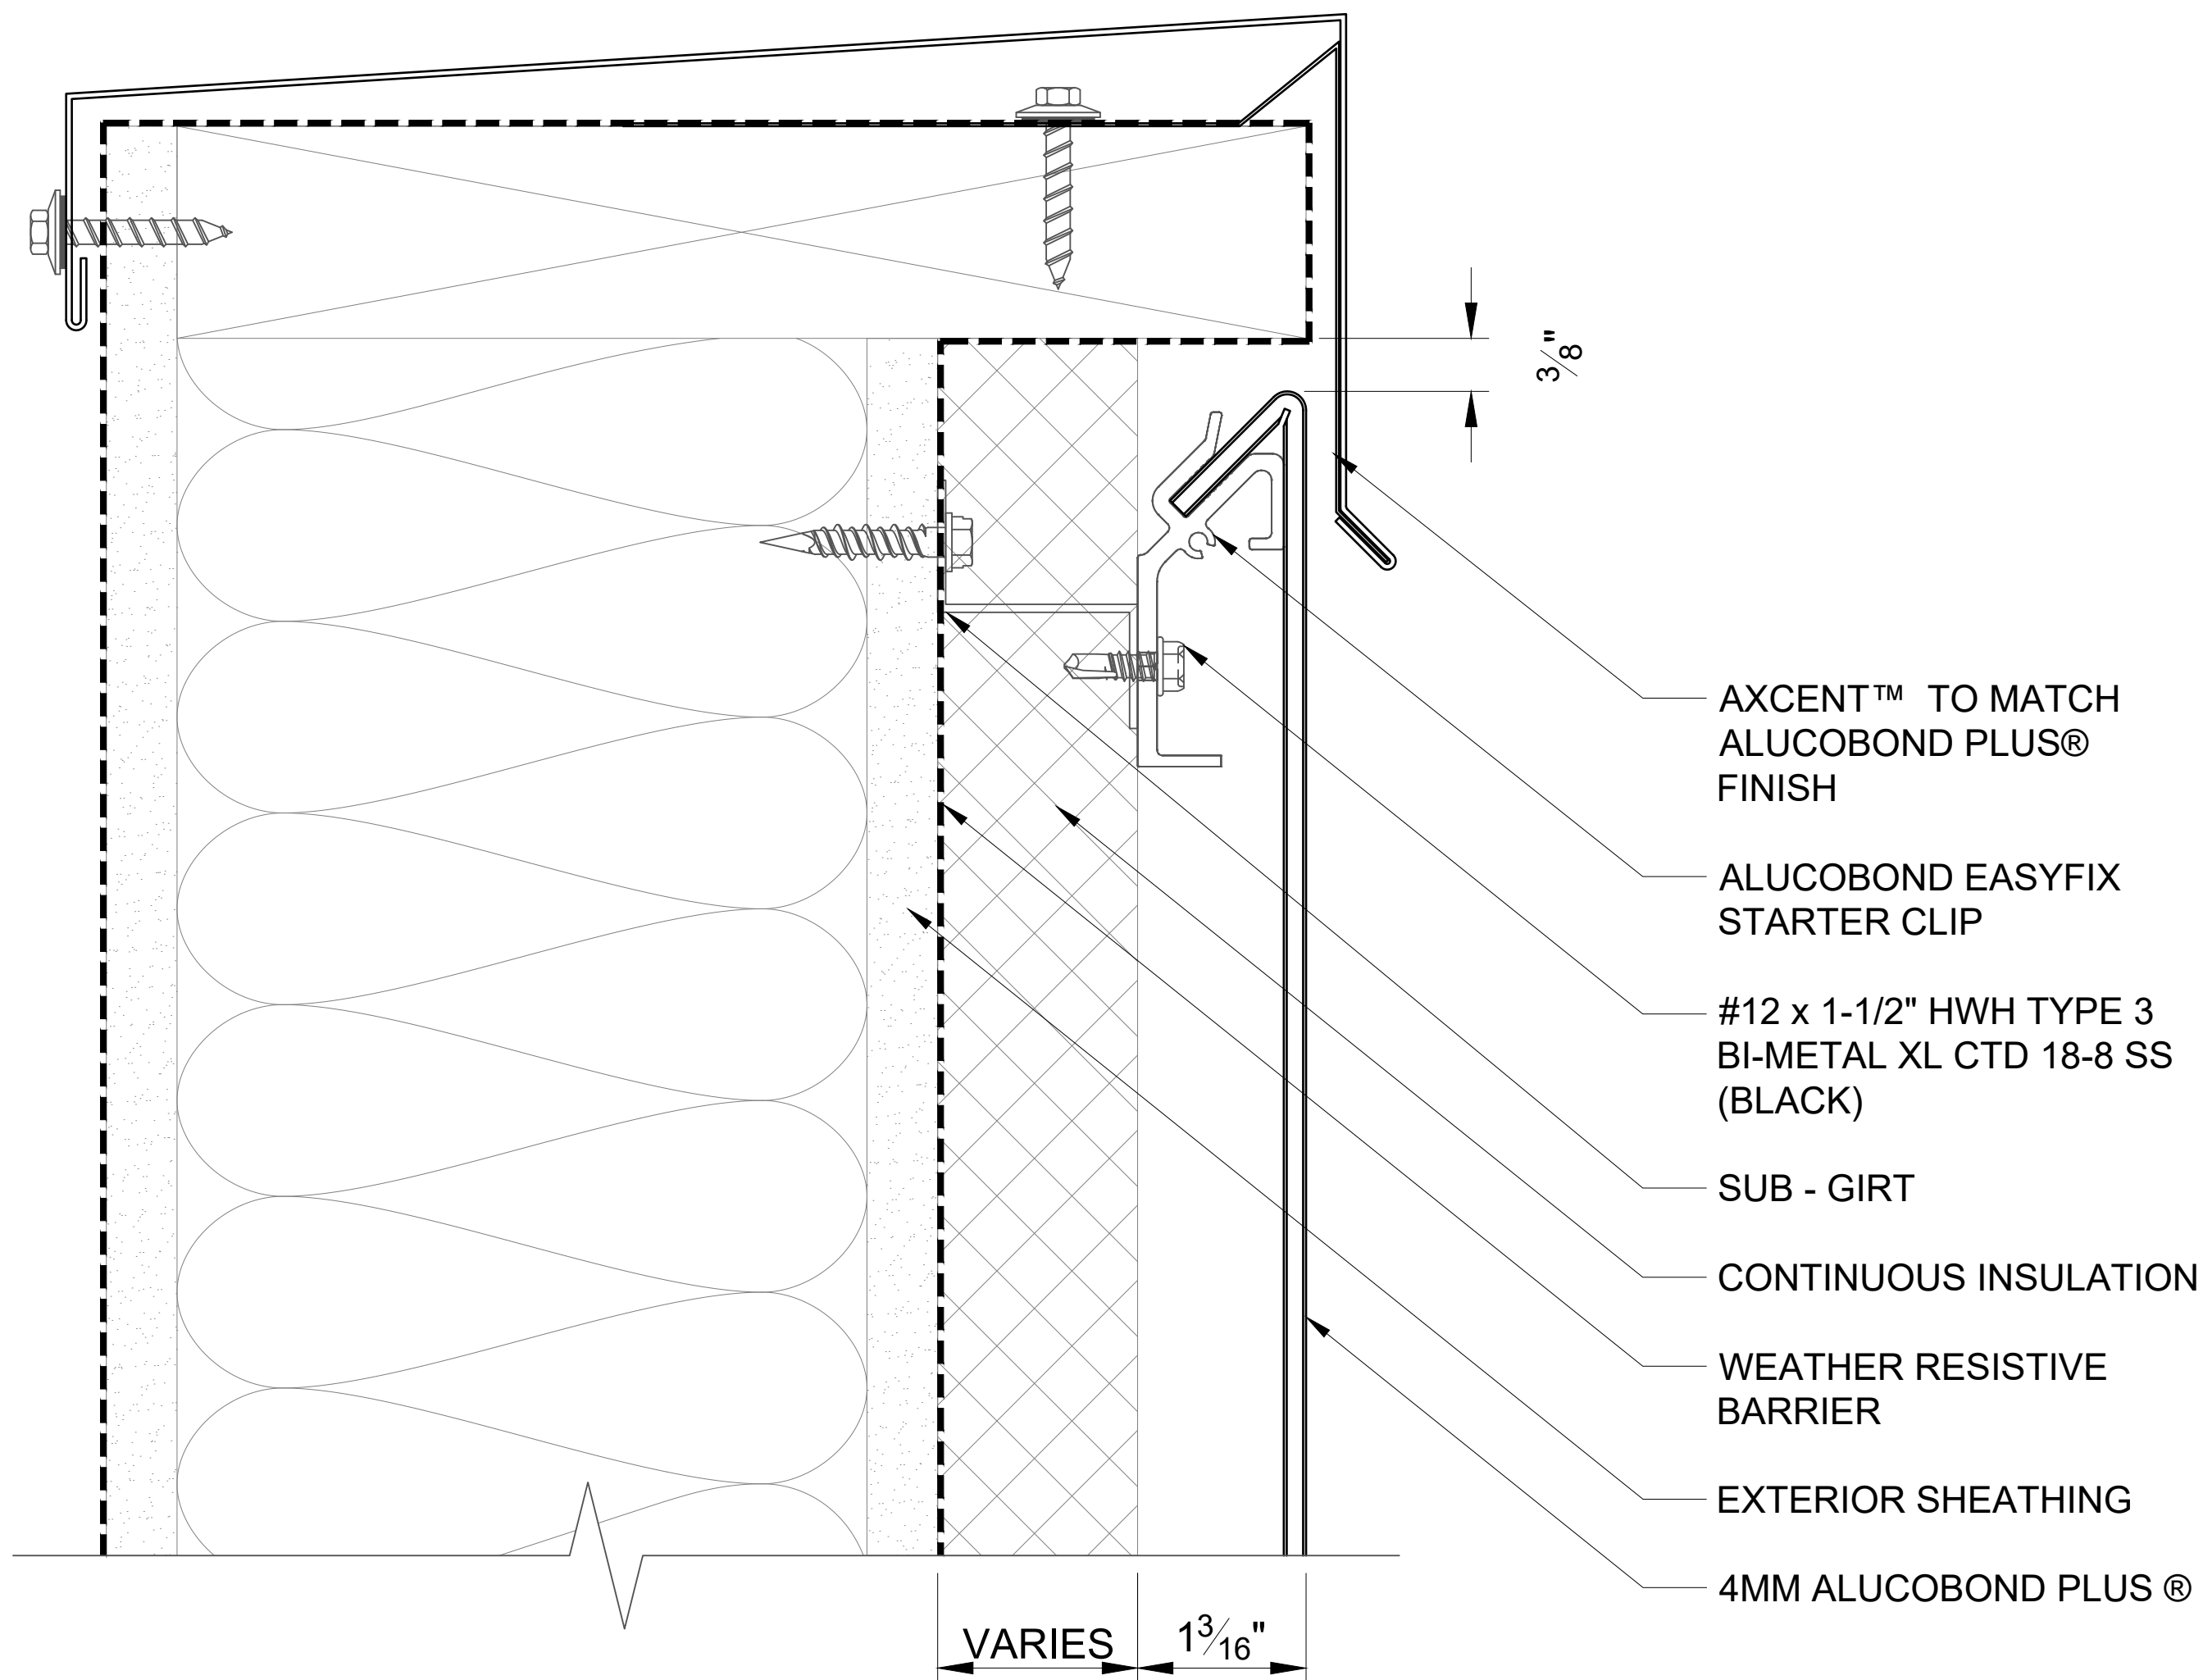 3/8"
AXCENT™ TO MATCH
ALUCOBOND PLUS®
FINISH
ALUCOBOND EASYFIX
STARTER CLIP
#12 x 1-1/2" HWH TYPE 3
BI-METAL XL CTD 18-8 SS
(BLACK)
SUB - GIRT
CONTINUOUS INSULATION
WEATHER RESISTIVE
BARRIER
EXTERIOR SHEATHING
4MM ALUCOBOND PLUS ®
VARIES
1 3/16"